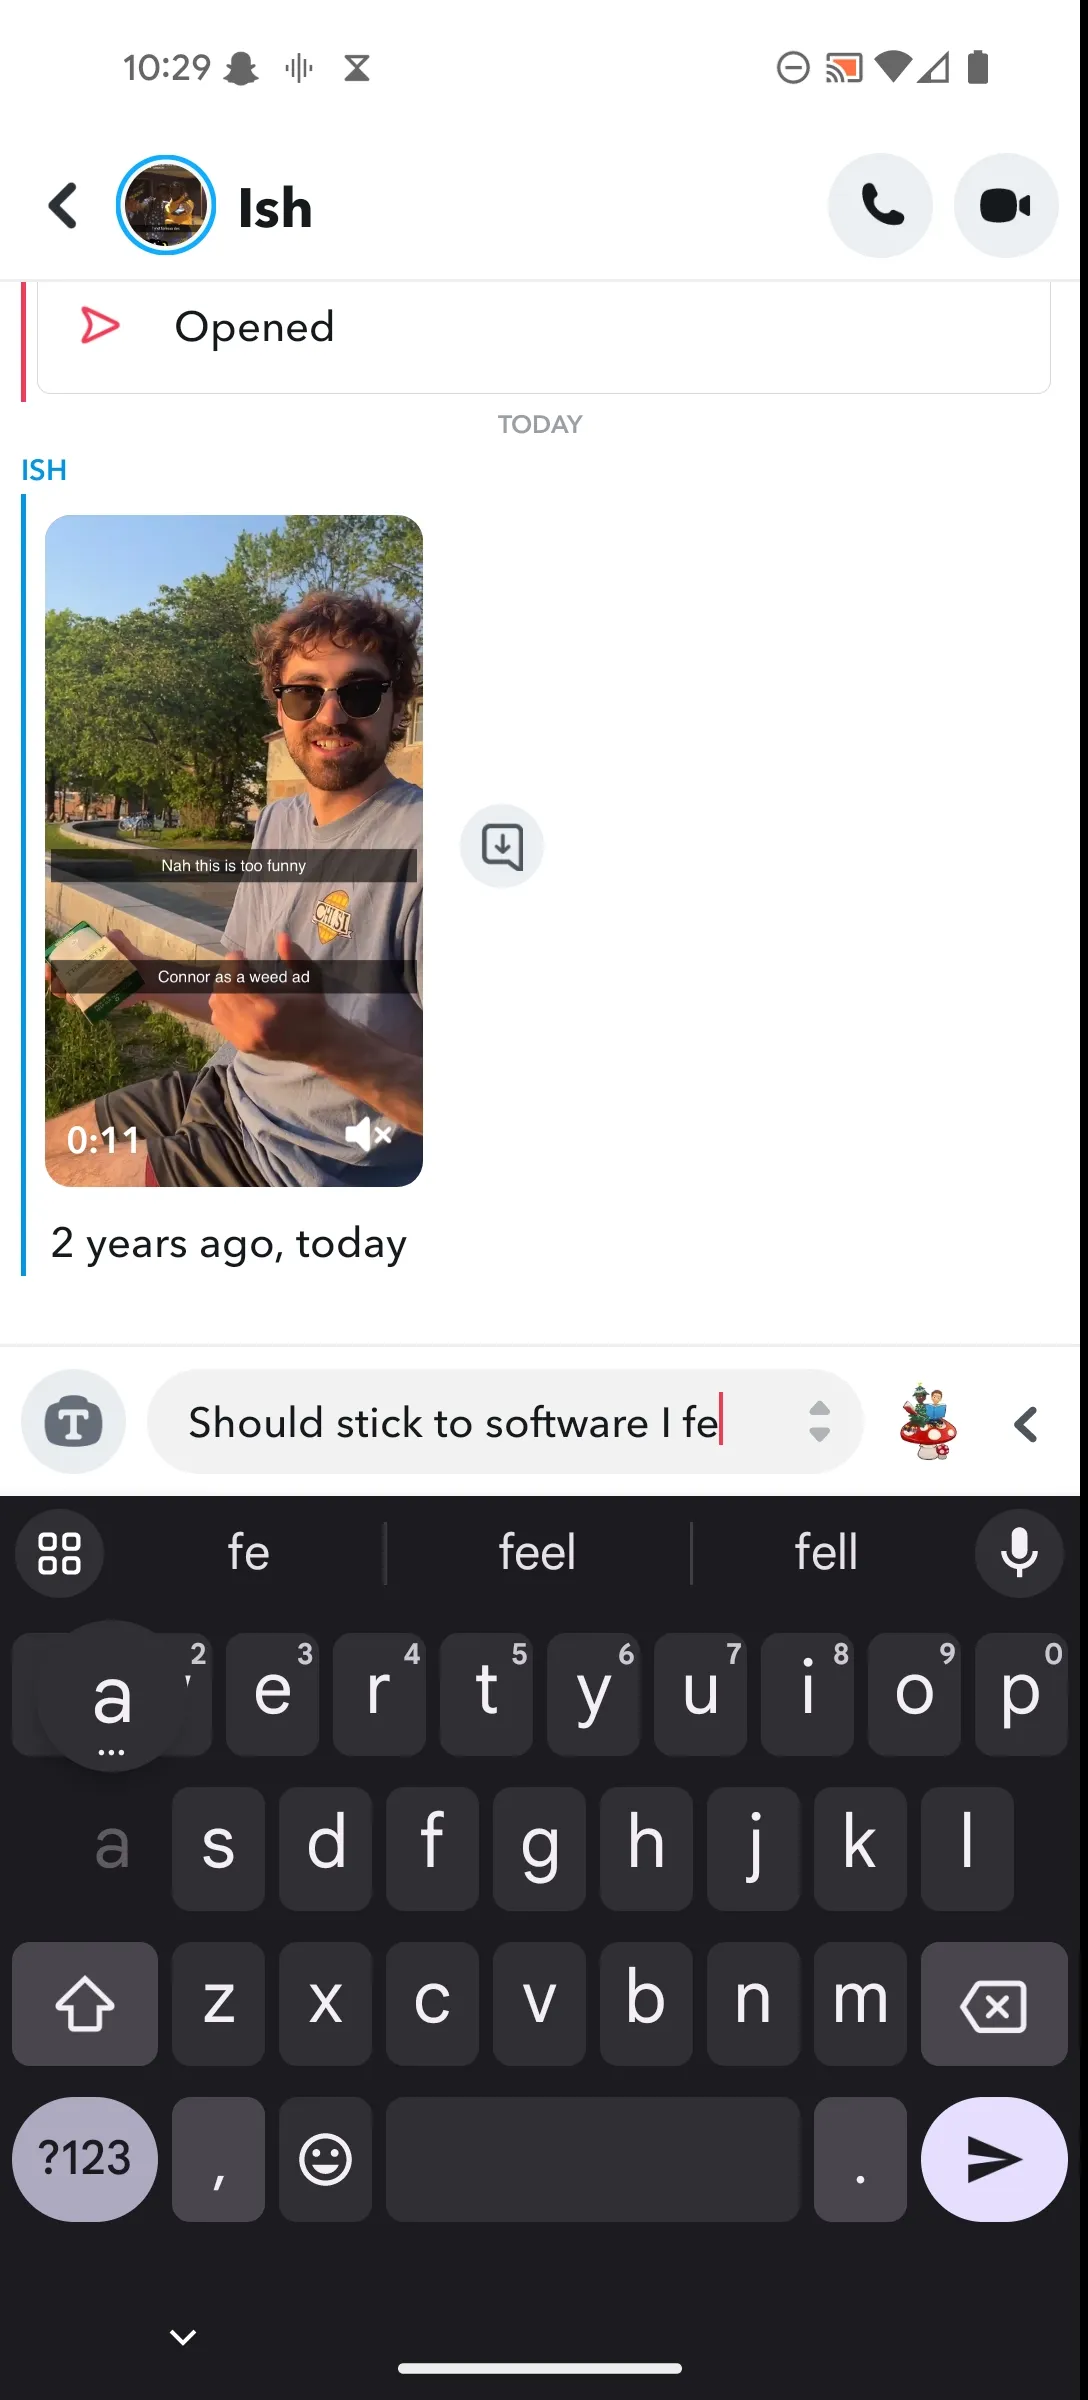 10:29
Ish
Opened
TODAY
ISH
Nah this is too funny
CHISL
Connor as a weed ad
0:11
2 years ago, today
T Should stick to software I fe
fe feel fell
a 2 e 3 r 4 t 5 y 6 u 7 i 8 o 9 p 0
a s d f g h j k l
z x c v b n m
?123 , .